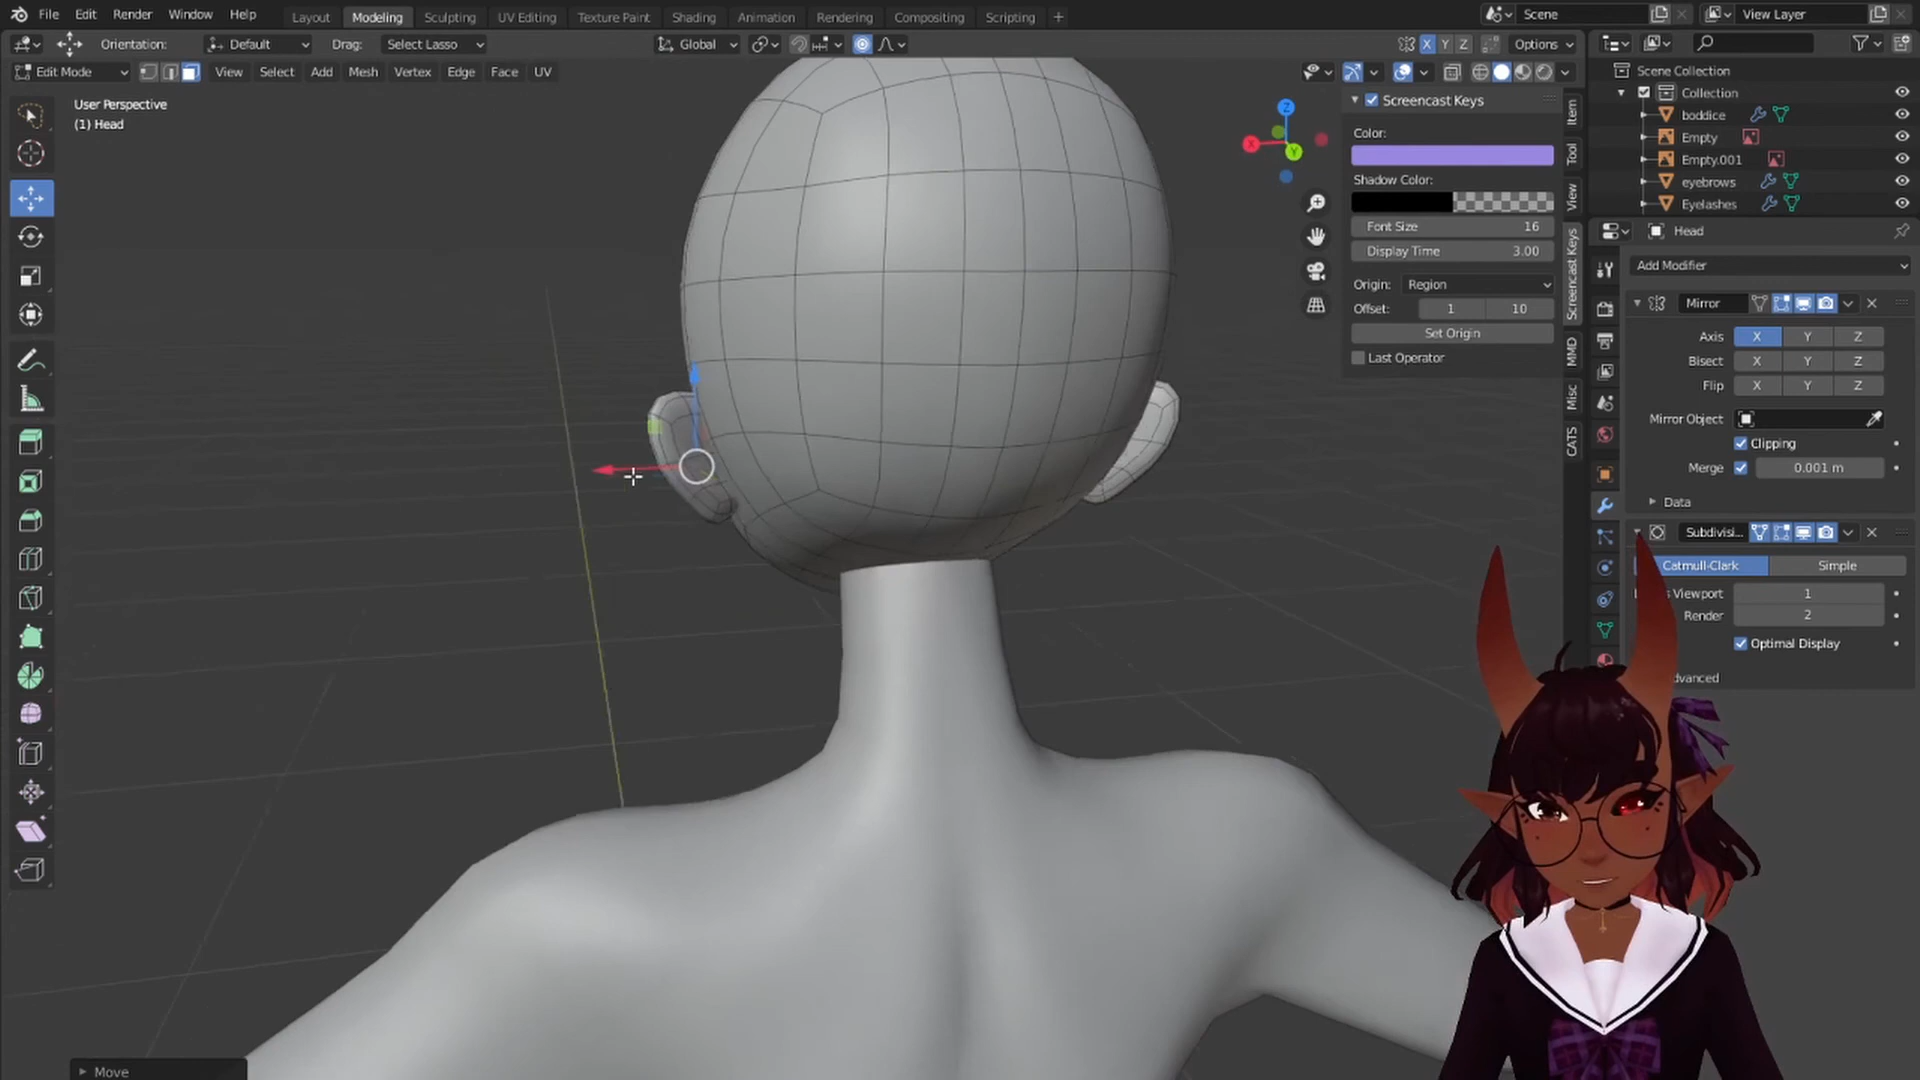 File Edit Render Window Help Layout Modeling Sculpting UV Editing Texture Paint Shading Animation Rendering Compositing Scripting + Scene View Layer
Orientation: Default Drag: Select Lasso Global X Y Z Options
Edit Mode View Select Add Mesh Vertex Edge Face UV
User Perspective
(1) Head
Z
X
Y
Screencast Keys
Color:
Shadow Color:
Font Size 16
Display Time 3.00
Origin: Region
Offset: 1 10
Set Origin
Last Operator
Item
Tool
View
Screencast Keys
MMD
Misc
CATS
Scene Collection
Collection
boddice
Empty
Empty.001
eyebrows
Eyelashes
Head
Add Modifier
Mirror
Axis X Y Z
Bisect X Y Z
Flip X Y Z
Mirror Object
Clipping
Merge 0.001 m
Data
Subdivisi...
Catmull-Clark Simple
Viewport 1
Render 2
Optimal Display
dvanced
Move